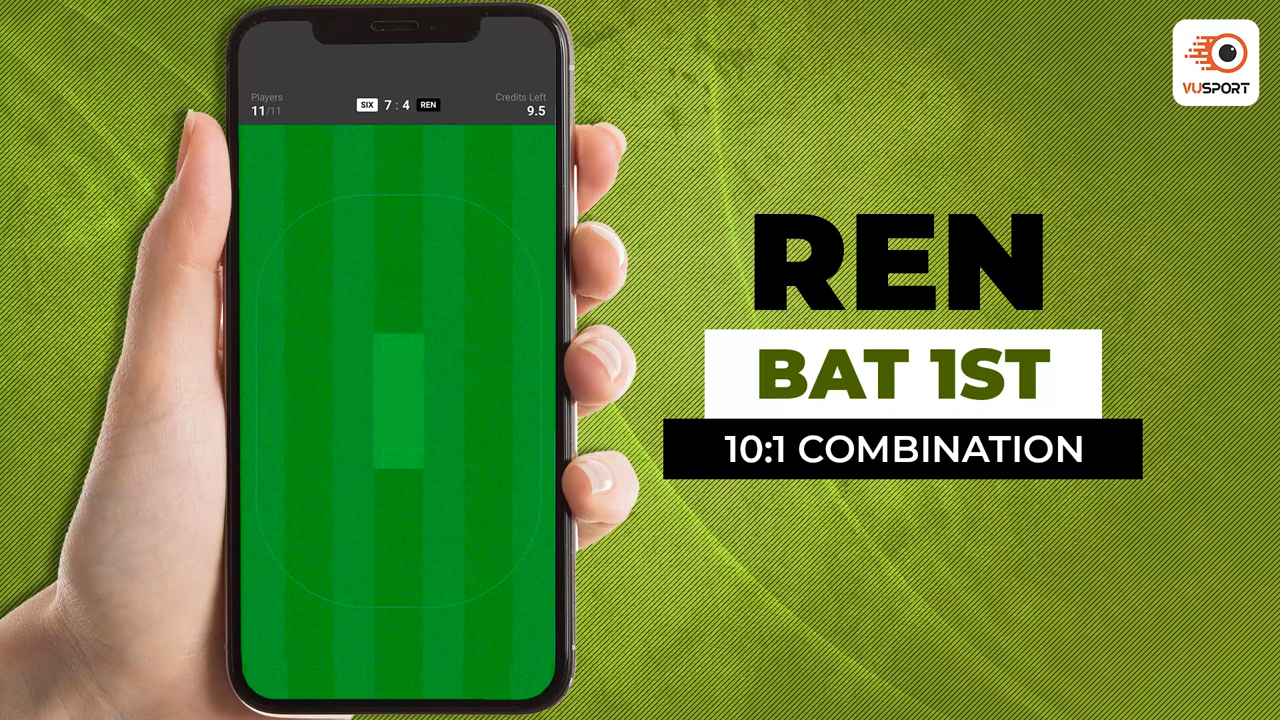 Players
11/11
SIX 7 : 4 REN
Credits Left
9.5
VUSPORT
REN
BAT 1ST
10:1 COMBINATION